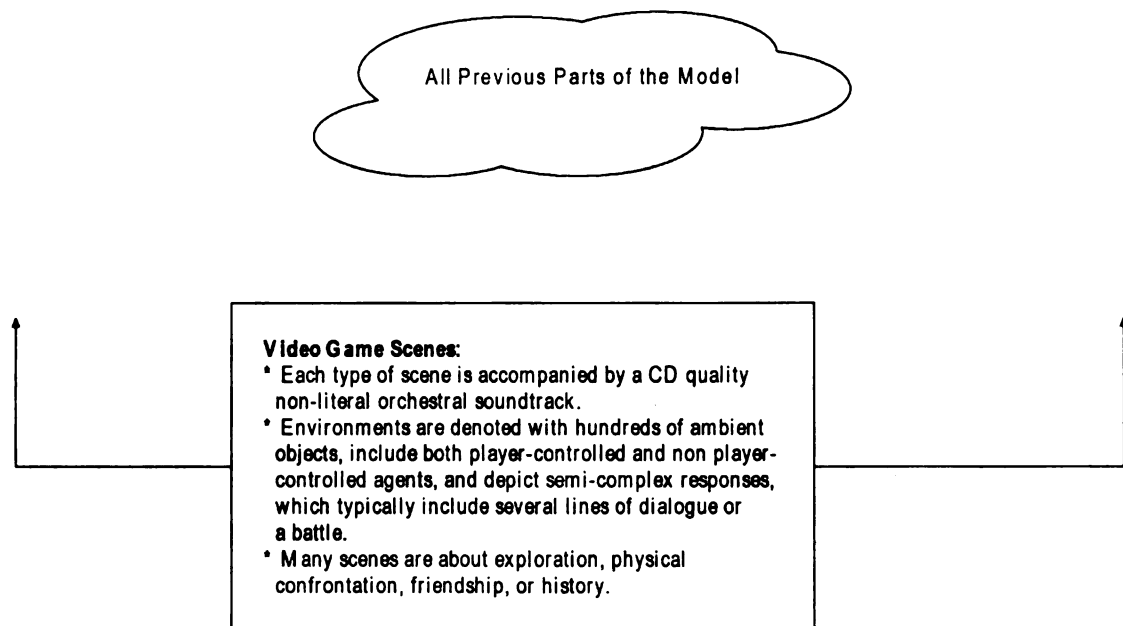 All Previous Parts of the Model
Video Game Scenes:
* Each type of scene is accompanied by a CD quality
non-literal orchestral soundtrack.
* Environments are denoted with hundreds of ambient
objects, include both player-controlled and non player-
controlled agents, and depict semi-complex responses,
which typically include several lines of dialogue or
a battle.
* Many scenes are about exploration, physical
confrontation, friendship, or history.